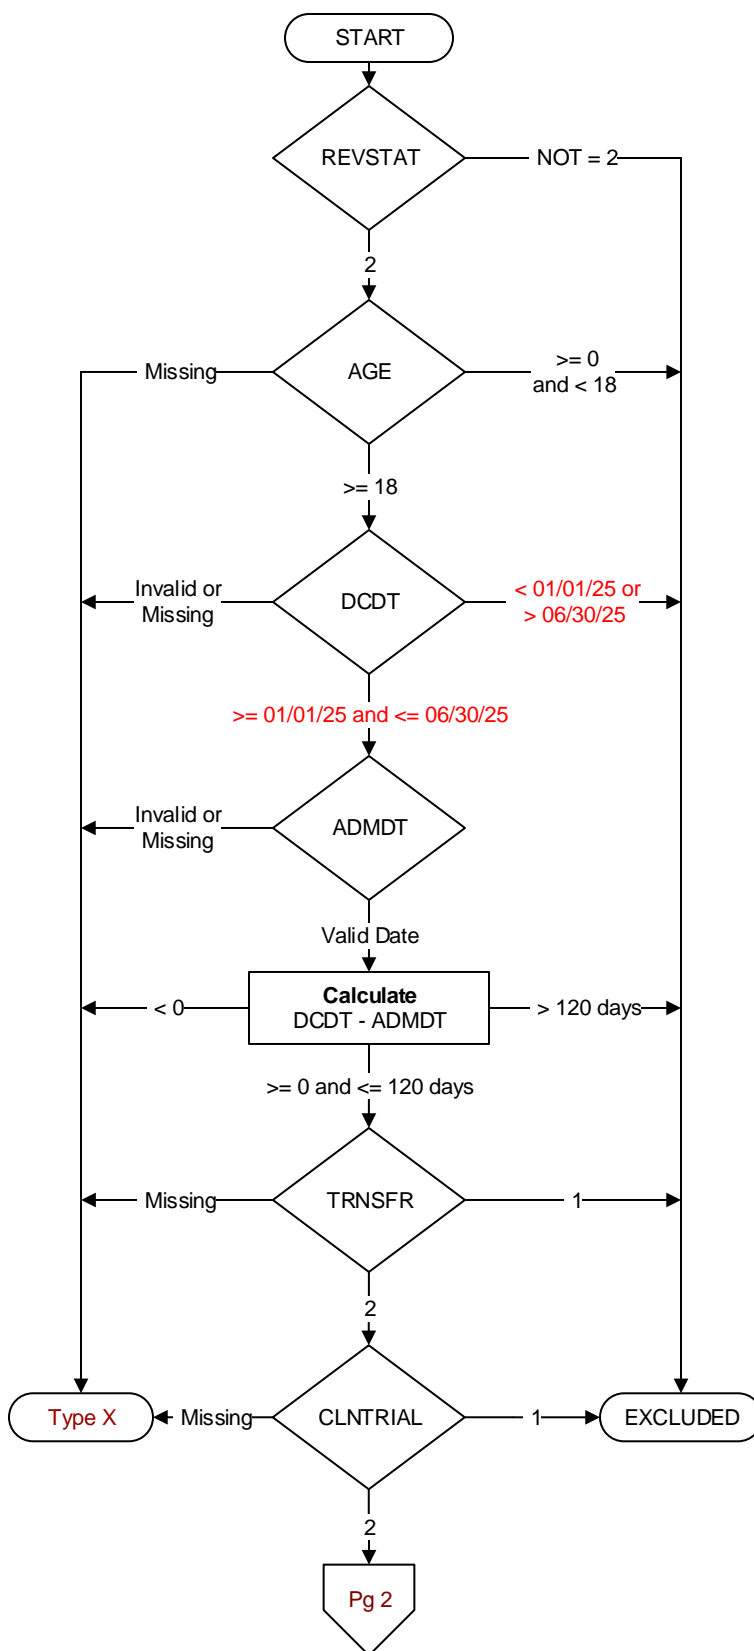 START
REVSTAT
NOT = 2
2
Missing
AGE
>= 0
and < 18
>= 18
Invalid or
Missing
DCDT
< 01/01/25 or
> 06/30/25
>= 01/01/25 and <= 06/30/25
Invalid or
Missing
ADMDT
Valid Date
< 0
Calculate
DCDT - ADMDT
> 120 days
>= 0 and <= 120 days
Missing
TRNSFR
1
2
Type X
Missing
CLNTRIAL
1
EXCLUDED
2
Pg 2